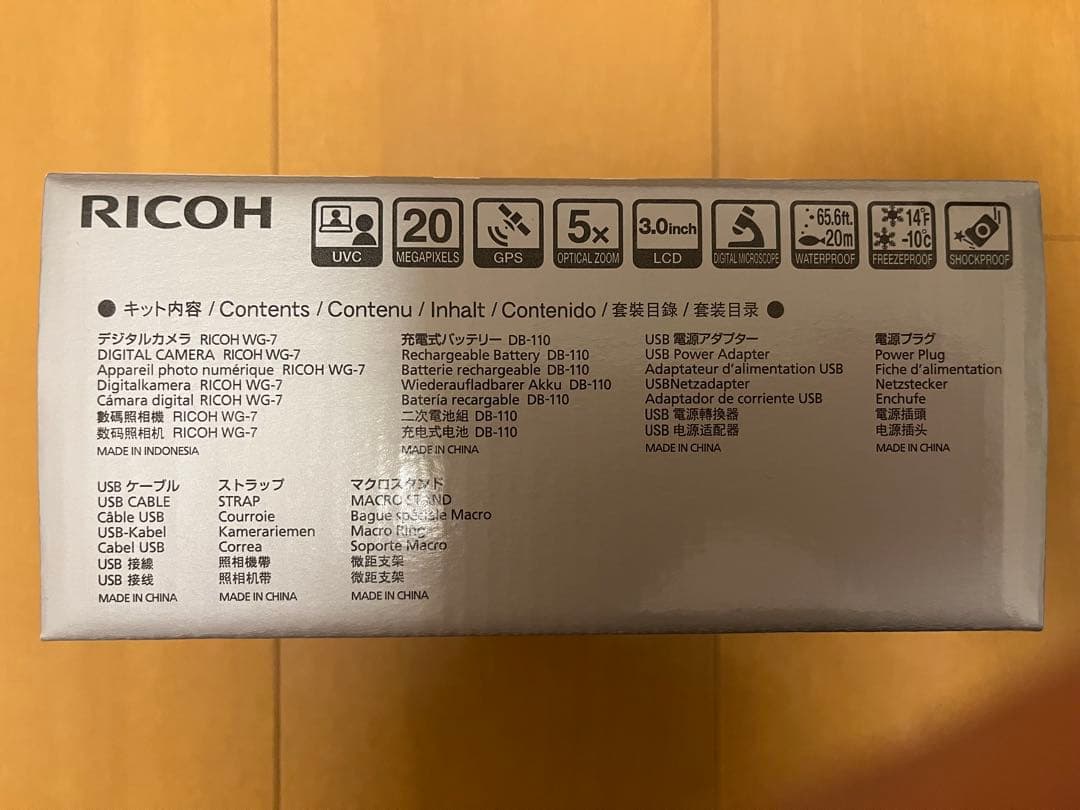 RICOH
UVC
20
MEGAPIXELS
GPS
5x
OPTICAL ZOOM
3.0inch
LCD
DIGITAL MICROSCOPE
65.6ft.
20m
WATERPROOF
14°F
-10°C
FREEZEPROOF
SHOCKPROOF
● キット内容 / Contents / Contenu / Inhalt / Contenido / 套裝目錄 / 套装目录 ●
デジタルカメラ RICOH WG-7
DIGITAL CAMERA RICOH WG-7
Appareil photo numérique RICOH WG-7
Digitalkamera RICOH WG-7
Cámara digital RICOH WG-7
數碼照相機 RICOH WG-7
数码照相机 RICOH WG-7
MADE IN INDONESIA
充電式バッテリー DB-110
Rechargeable Battery DB-110
Batterie rechargeable DB-110
Wiederaufladbarer Akku DB-110
Batería recargable DB-110
二次電池組 DB-110
充电式电池 DB-110
MADE IN CHINA
USB 電源アダプター
USB Power Adapter
Adaptateur d'alimentation USB
USBNetzadapter
Adaptador de corriente USB
USB 電源轉換器
USB 电源适配器
MADE IN CHINA
電源プラグ
Power Plug
Fiche d'alimentation
Netzstecker
Enchufe
電源插頭
电源插头
MADE IN CHINA
USB ケーブル
USB CABLE
Câble USB
USB-Kabel
Cabel USB
USB 接線
USB 接线
MADE IN CHINA
ストラップ
STRAP
Courroie
Kamerariemen
Correa
照相機帶
照相机带
MADE IN CHINA
マクロスタンド
MACRO STAND
Bague spéciale Macro
Macro Ring
Soporte Macro
微距支架
微距支架
MADE IN CHINA